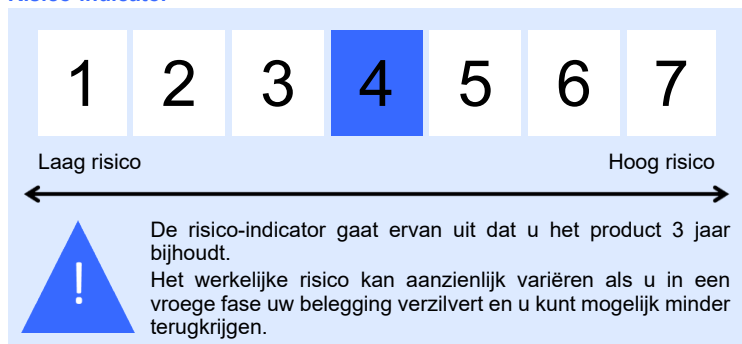 1 2 3 4 5 6 7
Laag risico Hoog risico
De risico-indicator gaat ervan uit dat u het product 3 jaar
bijhoudt.
!
Het werkelijke risico kan aanzienlijk variëren als u in een
vroege fase uw belegging verzilvert en u kunt mogelijk minder
terugkrijgen.